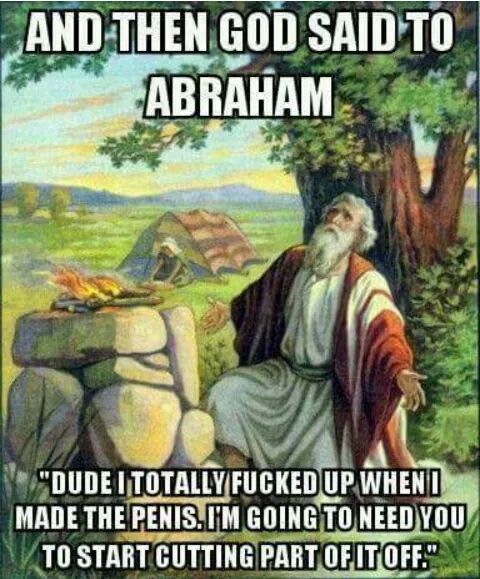 AND THEN GOD SAID TO
ABRAHAM
"DUDE I TOTALLY FUCKED UP WHEN I
MADE THE PENIS. I'M GOING TO NEED YOU
TO START CUTTING PART OF IT OFF."